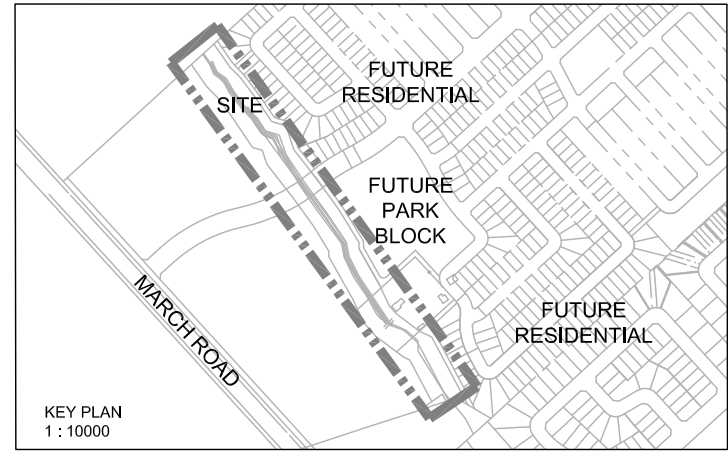 FUTURE
RESIDENTIAL
SITE
FUTURE
PARK
BLOCK
MARCH ROAD
FUTURE
RESIDENTIAL
KEY PLAN
1 : 10000